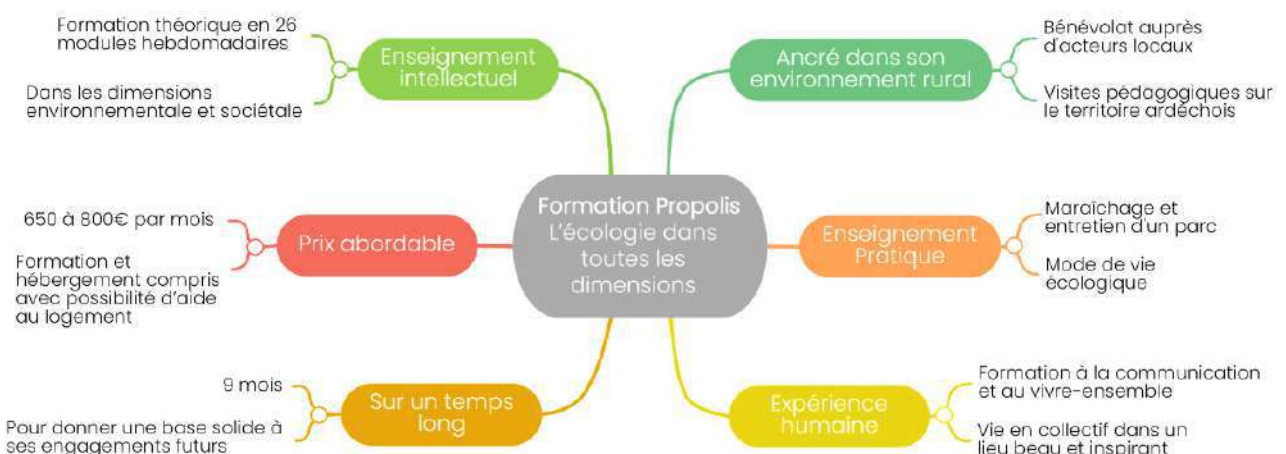 Formation théorique en 26
modules hebdomadaires
Enseignement
intellectuel
Dans les dimensions
environnementale et sociétale
Ancré dans son
environnement rural
Bénévolat auprès
d'acteurs locaux
Visites pédagogiques sur
le territoire ardéchois
650 à 800€ par mois
Prix abordable
Formation et
hébergement compris
avec possibilité d'aide
au logement
Formation Propolis
L'écologie dans
toutes les
dimensions
Enseignement
Pratique
Maraîchage et
entretien d'un parc
Mode de vie
écologique
9 mois
Sur un temps
long
Pour donner une base solide à
ses engagements futurs
Expérience
humaine
Formation à la communication
et au vivre-ensemble
Vie en collectif dans un
lieu beau et inspirant